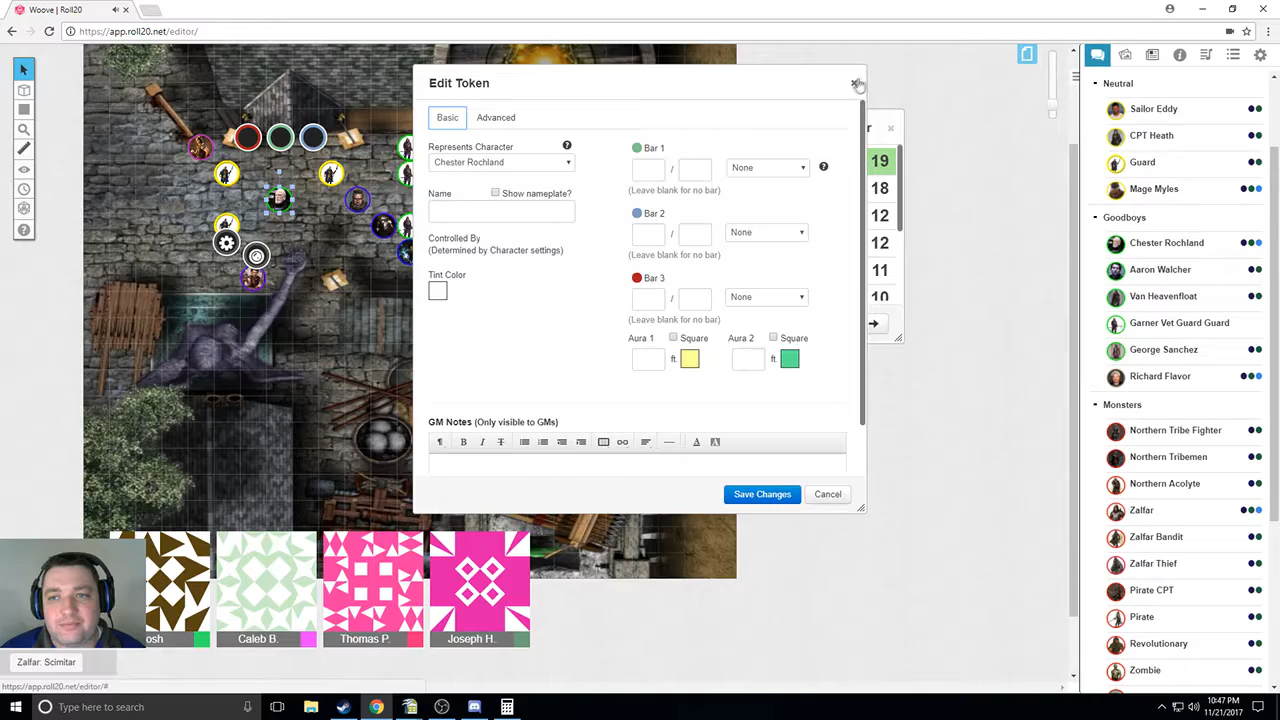 Woove | Roll20
https://app.roll20.net/editor/
Edit Token
Basic
Advanced
Represents Character
Chester Rochland
Name
Show nameplate?
Controlled By
(Determined by Character settings)
Tint Color
Bar 1
/
None
(Leave blank for no bar)
Bar 2
/
None
(Leave blank for no bar)
Bar 3
/
None
(Leave blank for no bar)
Aura 1
Square
Aura 2
Square
ft.
ft.
GM Notes (Only visible to GMs)
Save Changes
Cancel
r
19
18
12
12
11
10
Neutral
Sailor Eddy
CPT Heath
Guard
Mage Myles
Goodboys
Chester Rochland
Aaron Walcher
Van Heavenfloat
Garner Vet Guard Guard
George Sanchez
Richard Flavor
Monsters
Northern Tribe Fighter
Northern Tribemen
Northern Acolyte
Zalfar
Zalfar Bandit
Zalfar Thief
Pirate CPT
Pirate
Revolutionary
Zombie
osh
Caleb B.
Thomas P.
Joseph H.
Zalfar: Scimitar
https://app.roll20.net/editor/#
Type here to search
10:47 PM
11/21/2017